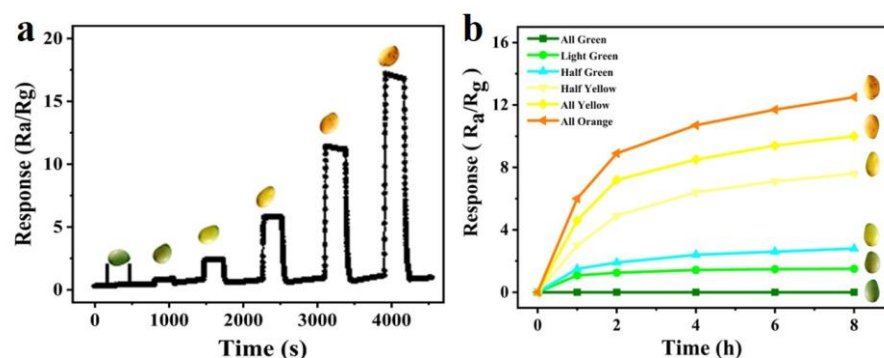 a
Response (Ra/Rg)
20
15
10
5
0
0
1000
2000
3000
4000
Time (s)
b
Response ( Ra/Rg )
16
12
8
4
0
All Green
Light Green
Half Green
Half Yellow
All Yellow
All Orange
0
2
4
6
8
Time (h)